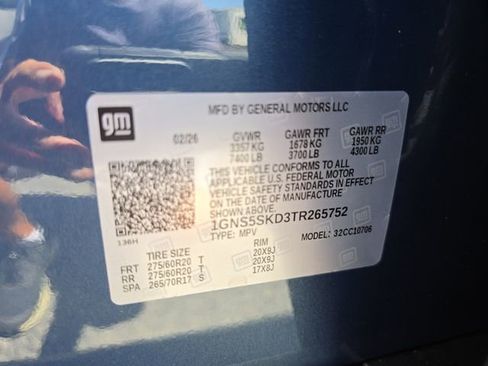 gm
MFD BY GENERAL MOTORS LLC
02/26 GVWR GAWR FRT GAWR RR
3357 KG 1678 KG 1950 KG
7400 LB 3700 LB 4300 LB
THIS VEHICLE CONFORMS TO ALL
APPLICABLE U.S. FEDERAL MOTOR
VEHICLE SAFETY STANDARDS IN EFFECT
ON THE DATE OF MANUFACTURE
SHOWN ABOVE.
1GNS5SKD3TR265752
136H TYPE: MPV MODEL: 32CC10706
TIRE SIZE RIM
FRT 275/60R20 T 20X9J
RR 275/60R20 T 20X9J
SPA 265/70R17 S 17X8J